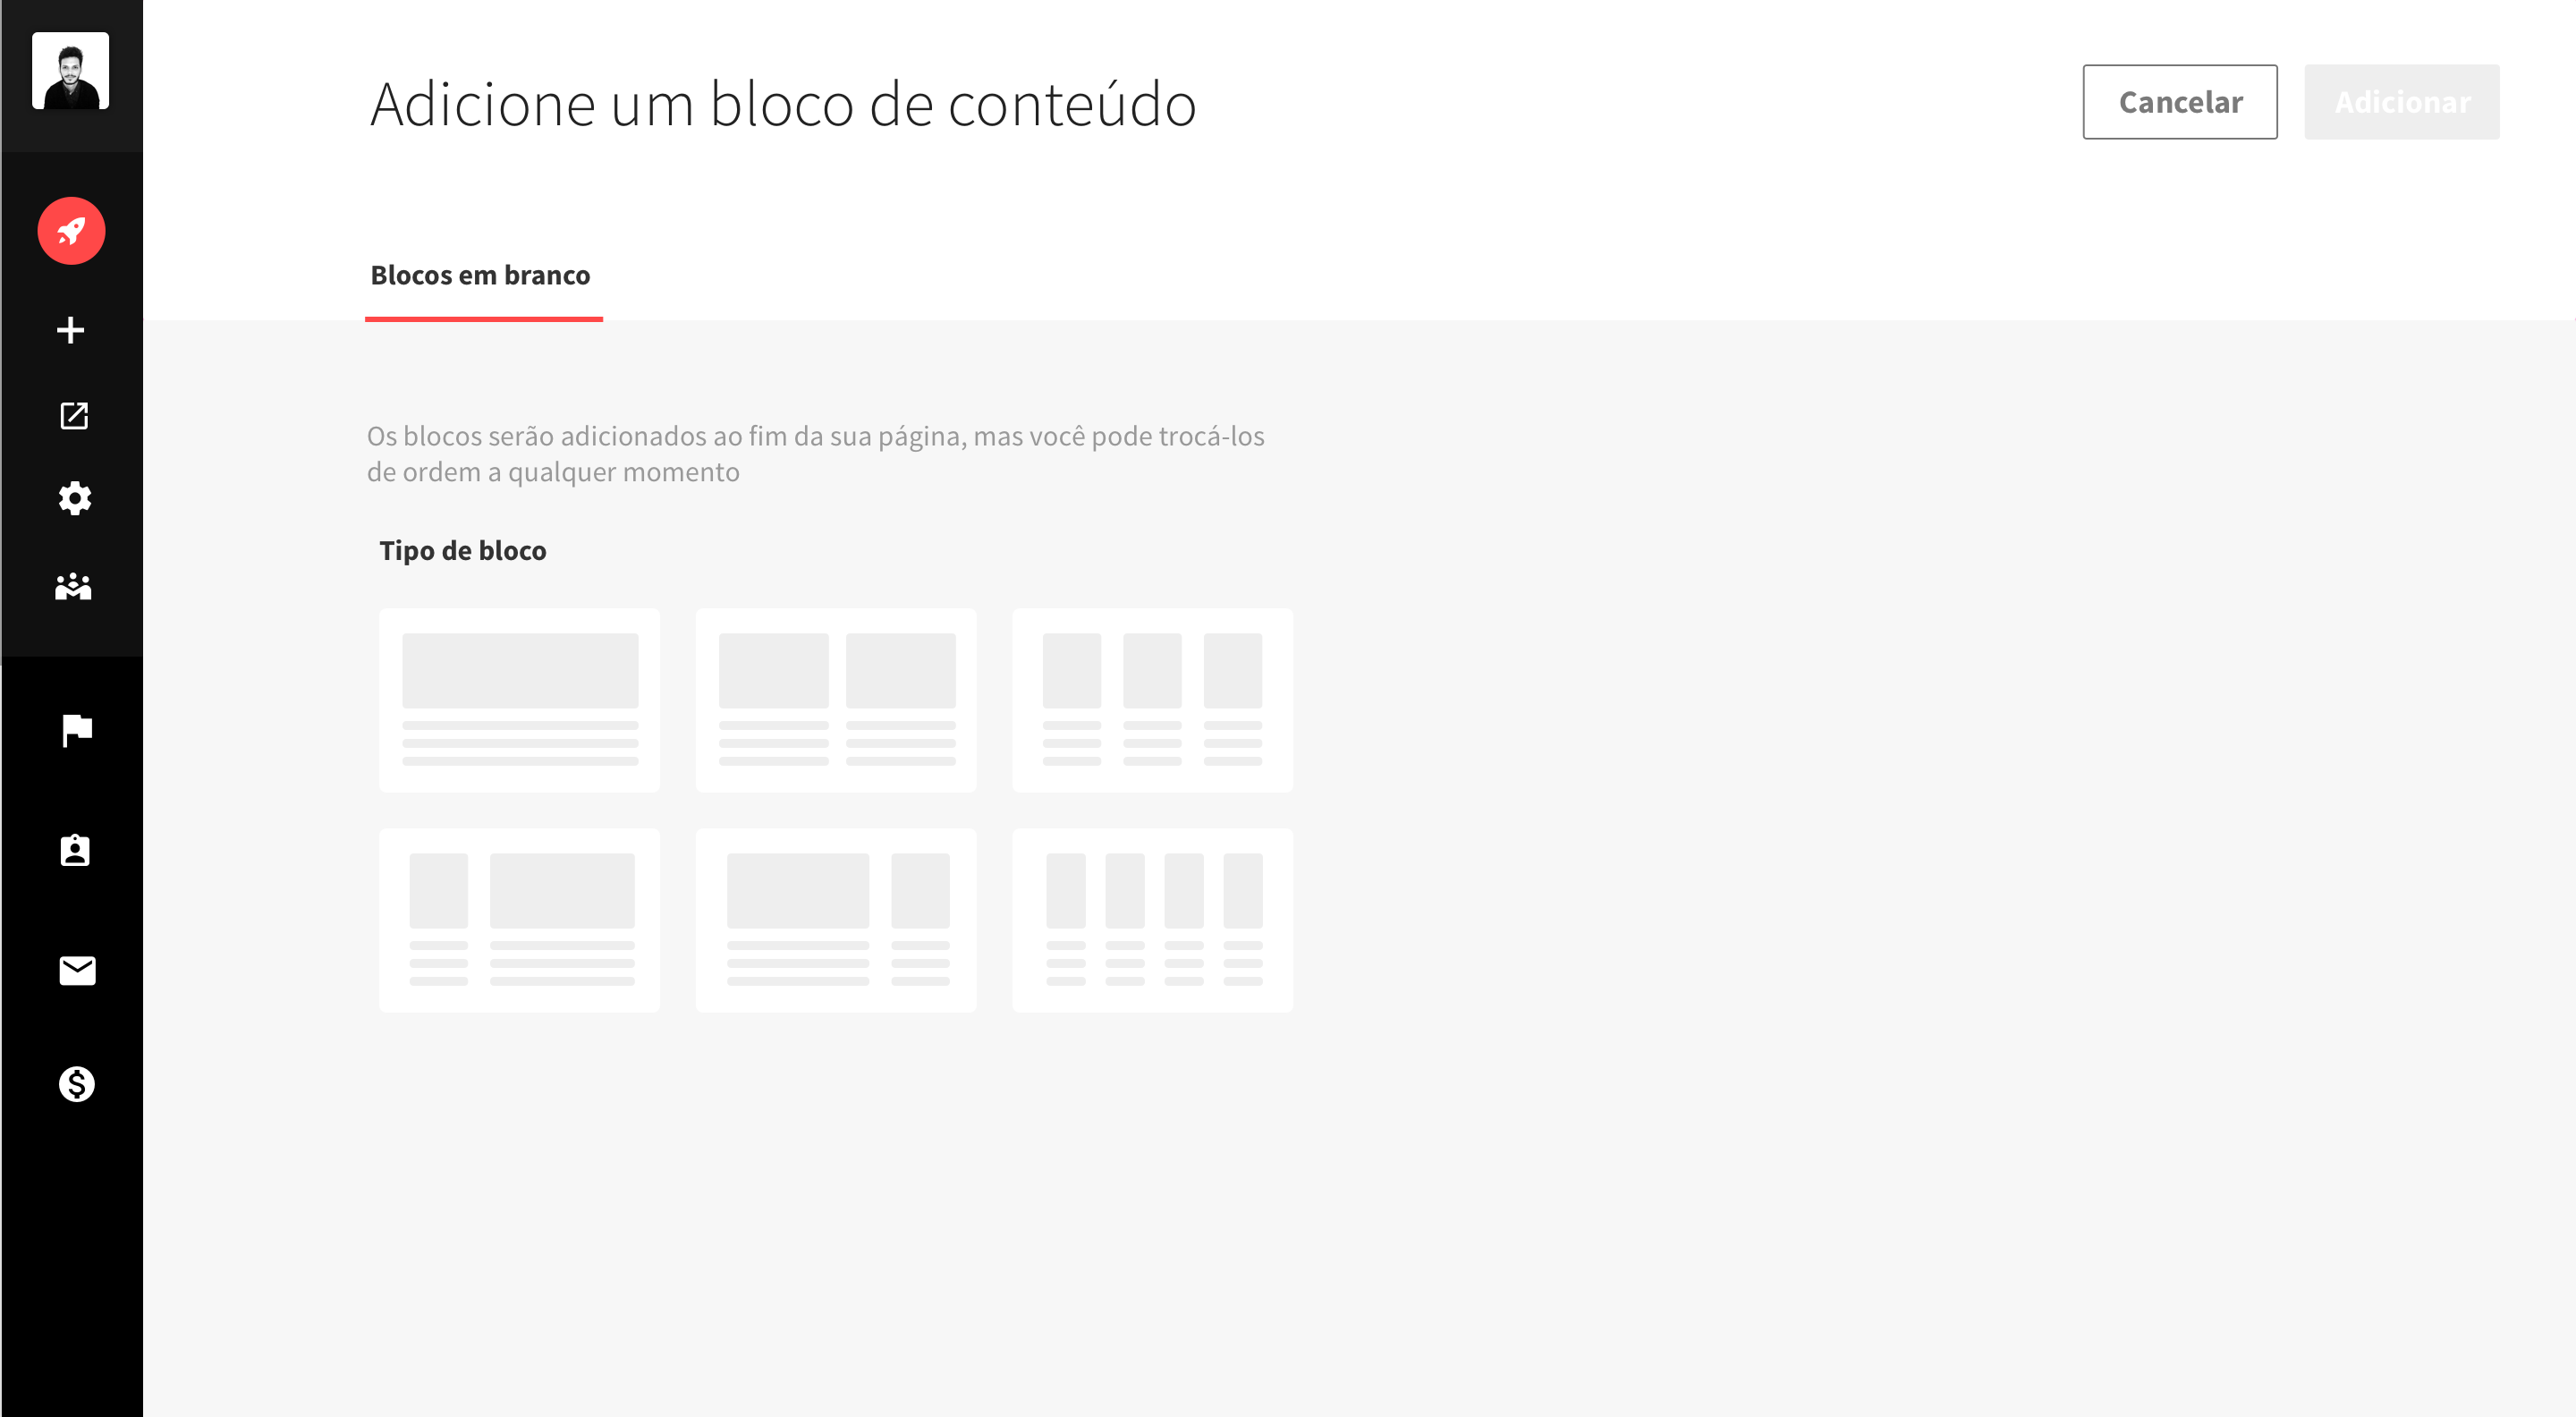 Adicione um bloco de conteúdo
Cancelar
Adicionar
Blocos em branco
Os blocos serão adicionados ao fim da sua página, mas você pode trocá-los
de ordem a qualquer momento
Tipo de bloco